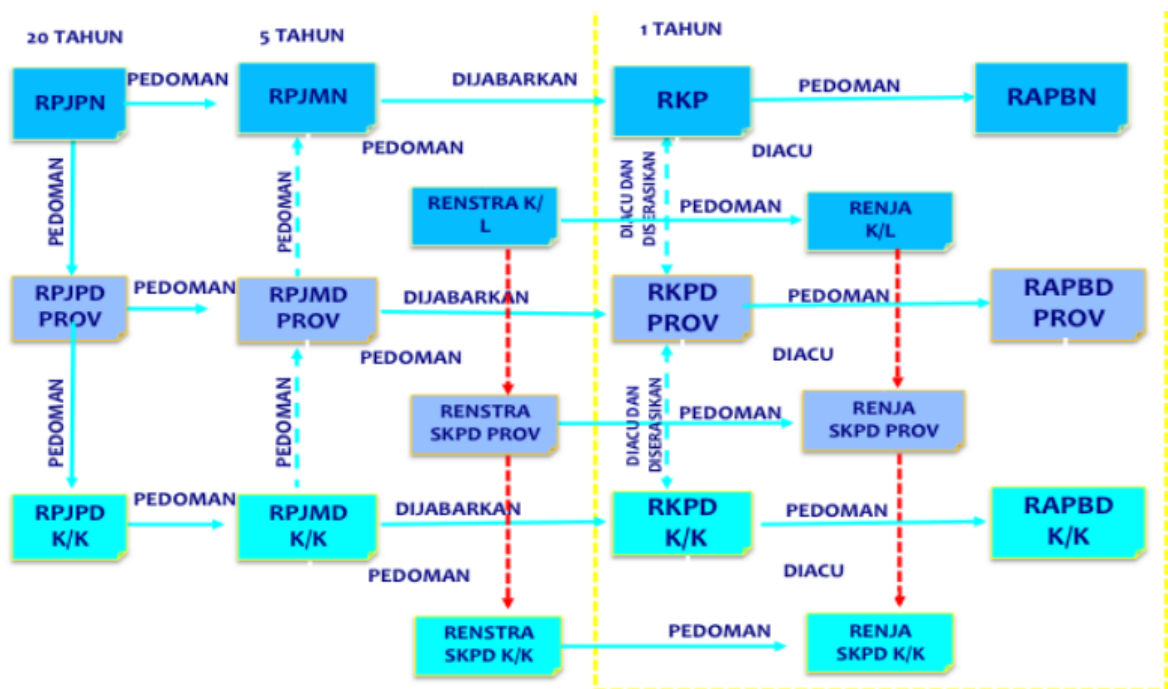 20 TAHUN
5 TAHUN
1 TAHUN
RPJPN
PEDOMAN
RPJMN
DIJABARKAN
RKP
PEDOMAN
RAPBN
PEDOMAN
PEDOMAN
PEDOMAN
DIACU DAN
DISERASIKAN
DIACU
RENSTRA K/
L
PEDOMAN
RENJA
K/L
RPJPD
PROV
PEDOMAN
RPJMD
PROV
DIJABARKAN
RKPD
PROV
PEDOMAN
RAPBD
PROV
PEDOMAN
PEDOMAN
PEDOMAN
DIACU DAN
DISERASIKAN
DIACU
RENSTRA
SKPD PROV
PEDOMAN
RENJA
SKPD PROV
RPJPD
K/K
PEDOMAN
RPJMD
K/K
DIJABARKAN
RKPD
K/K
PEDOMAN
RAPBD
K/K
PEDOMAN
DIACU
RENSTRA
SKPD K/K
PEDOMAN
RENJA
SKPD K/K